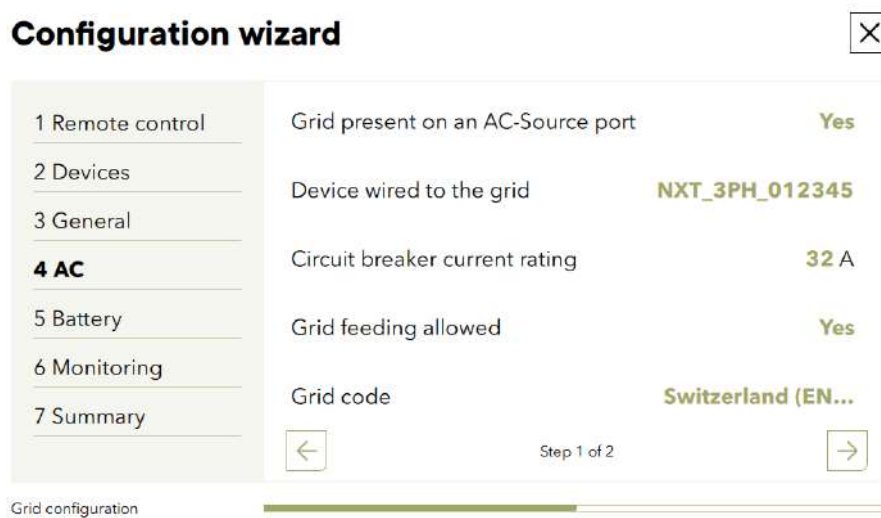 Configuration wizard
1 Remote control
2 Devices
3 General
4 AC
5 Battery
6 Monitoring
7 Summary
Grid present on an AC-Source port Yes
Device wired to the grid NXT_3PH_012345
Circuit breaker current rating 32 A
Grid feeding allowed Yes
Grid code Switzerland (EN...
Step 1 of 2
Grid configuration